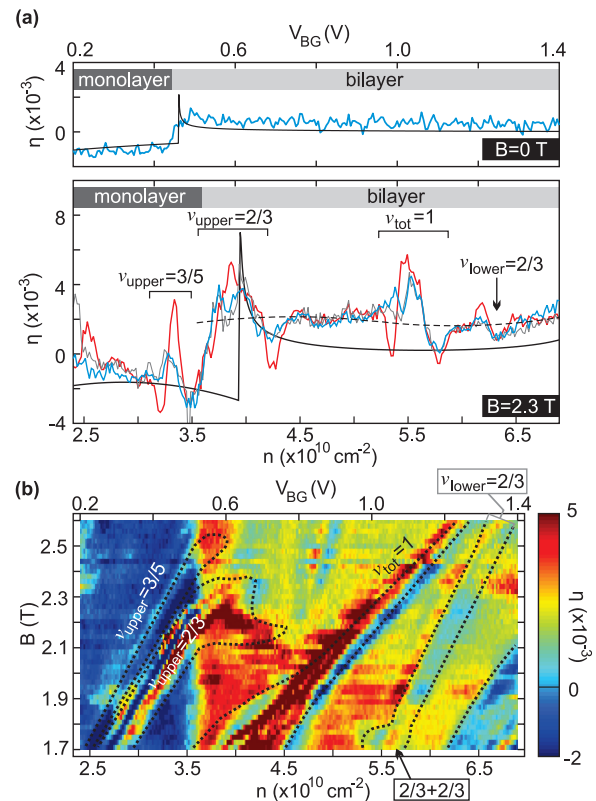 (a)
V_BG (V)
0.2 0.6 1.0 1.4
monolayer bilayer
4
0
η (x10⁻³)
B=0 T
monolayer bilayer
ν_upper=2/3
ν_tot=1
ν_upper=3/5
ν_lower=2/3
8
4
0
-4
η (x10⁻³)
B=2.3 T
2.5 3.5 4.5 5.5 6.5
n (x10¹⁰ cm⁻²)
(b)
ν_lower=2/3
V_BG (V)
0.2 0.6 1.0 1.4
ν_upper=3/5
ν_upper=2/3
ν_tot=1
2.5
2.3
2.1
1.9
1.7
B (T)
5
0
-2
η (x10⁻³)
2.5 3.5 4.5 5.5 6.5
n (x10¹⁰ cm⁻²)
2/3+2/3